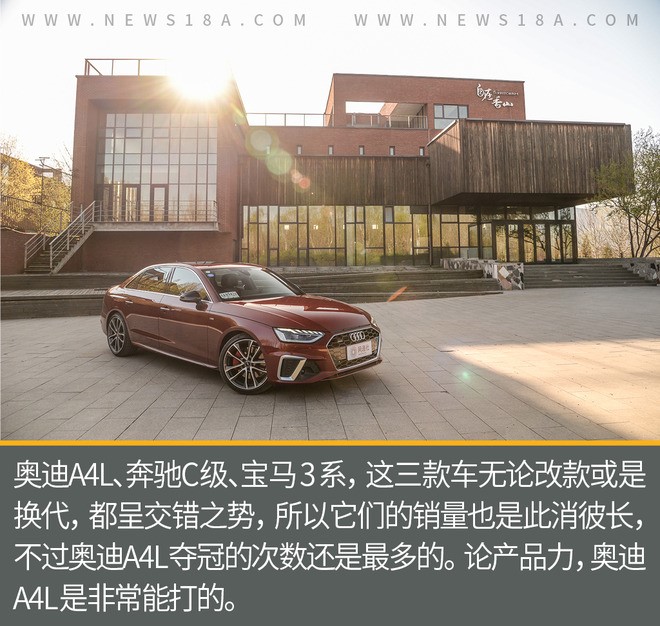 WWW.NEWS18A.COM WWW.NEWS18A.COM
自在香山
奥迪A4L、奔驰C级、宝马3系，这三款车无论改款或是
换代，都呈交错之势，所以它们的销量也是此消彼长，
不过奥迪A4L夺冠的次数还是最多的。论产品力，奥迪
A4L是非常能打的。